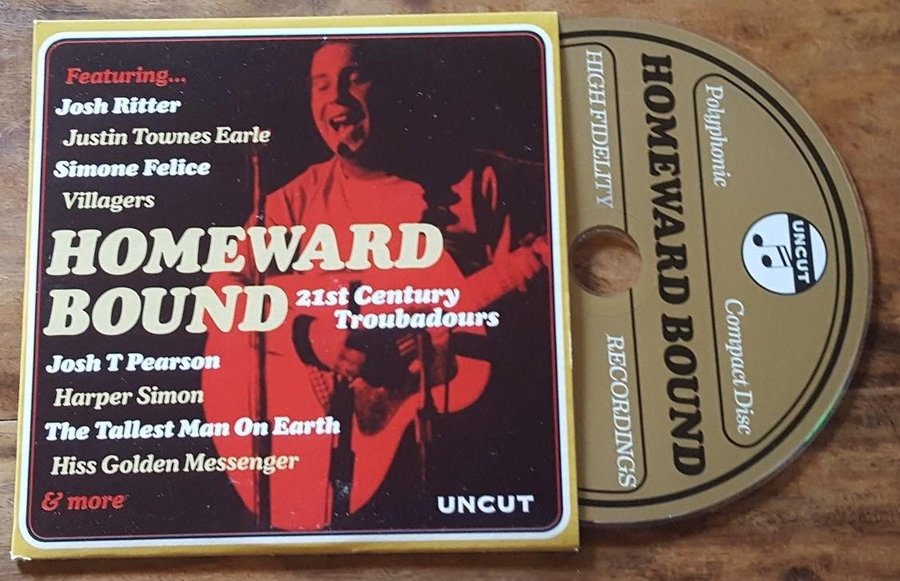 Featuring...
Josh Ritter
Justin Townes Earle
Simone Felice
Villagers
HOMEWARD
BOUND
21st Century
Troubadours
Josh T Pearson
Harper Simon
The Tallest Man On Earth
Hiss Golden Messenger
& more
UNCUT
Polyphonic
Compact Disc
UNCUT
HOMEWARD BOUND
HIGH FIDELITY
RECORDINGS